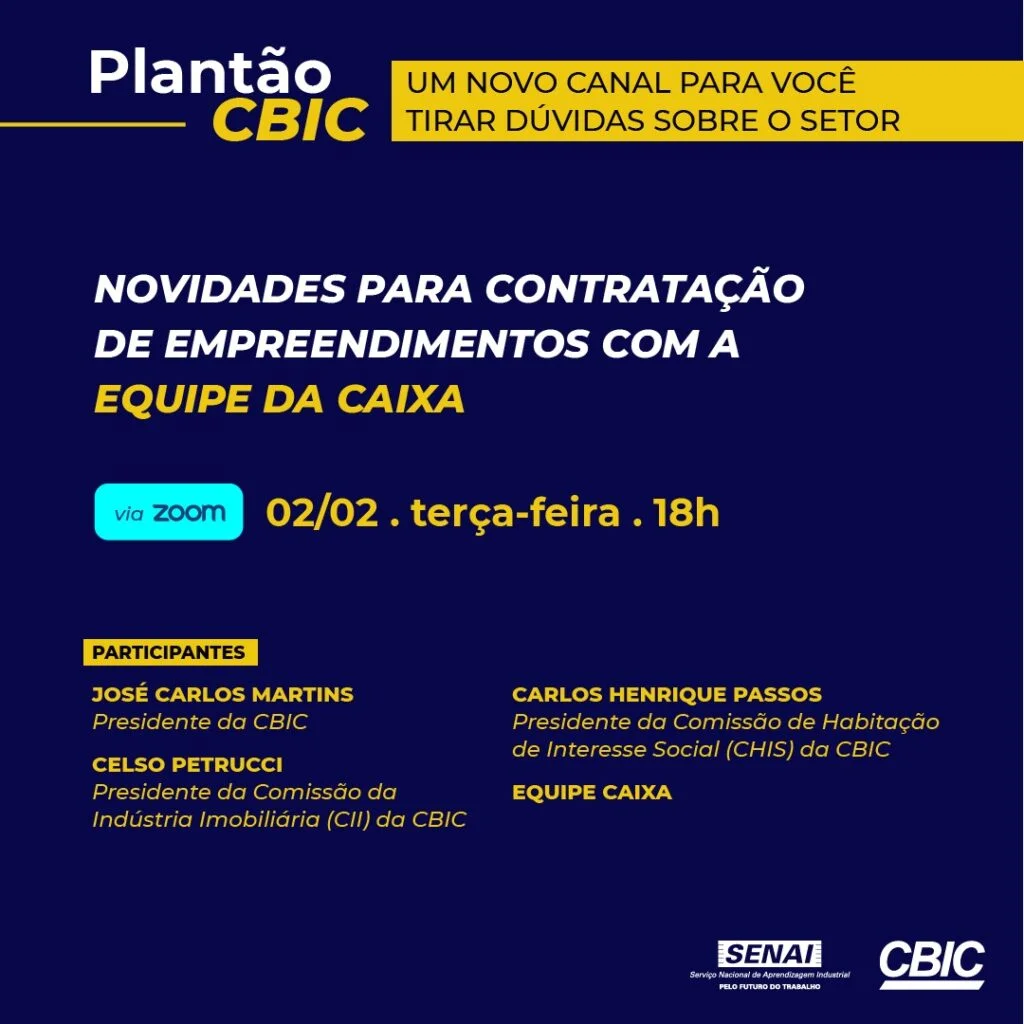 Plantão
CBIC
UM NOVO CANAL PARA VOCÊ
TIRAR DÚVIDAS SOBRE O SETOR
NOVIDADES PARA CONTRATAÇÃO
DE EMPREENDIMENTOS COM A
EQUIPE DA CAIXA
via zoom
02/02 . terça-feira . 18h
PARTICIPANTES
JOSÉ CARLOS MARTINS
Presidente da CBIC
CELSO PETRUCCI
Presidente da Comissão da
Indústria Imobiliária (CII) da CBIC
CARLOS HENRIQUE PASSOS
Presidente da Comissão de Habitação
de Interesse Social (CHIS) da CBIC
EQUIPE CAIXA
SENAI
Serviço Nacional de Aprendizagem Industrial
PELO FUTURO DO TRABALHO
CBIC